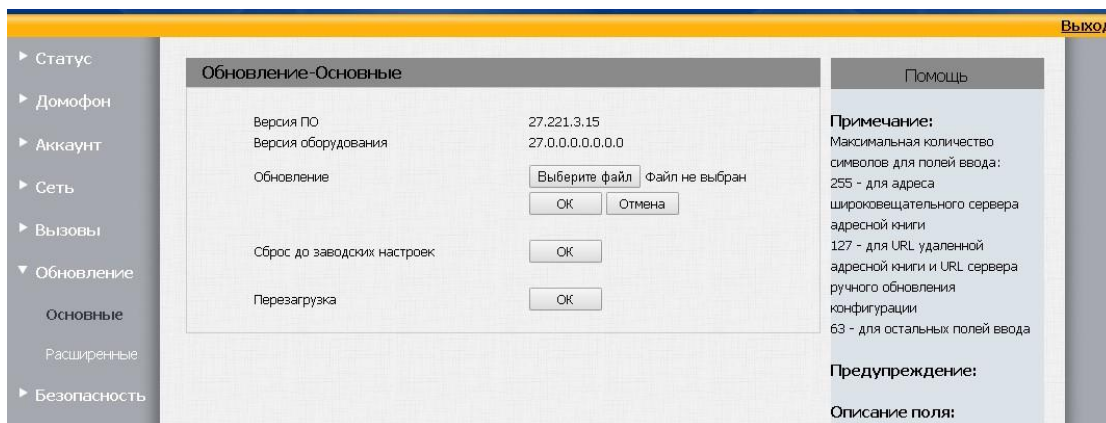 Выход
Статус
Домофон
Аккаунт
Сеть
Вызовы
Обновление
Основные
Расширенные
Безопасность
Обновление-Основные
Версия ПО 27.221.3.15
Версия оборудования 27.0.0.0.0.0.0.0
Обновление Выберите файл Файл не выбран
ОК Отмена
Сброс до заводских настроек ОК
Перезагрузка ОК
Помощь
Примечание:
Максимальная количество
символов для полей ввода:
255 - для адреса
широковещательного сервера
адресной книги
127 - для URL удаленной
адресной книги и URL сервера
ручного обновления
конфигурации
63 - для остальных полей ввода
Предупреждение:
Описание поля: